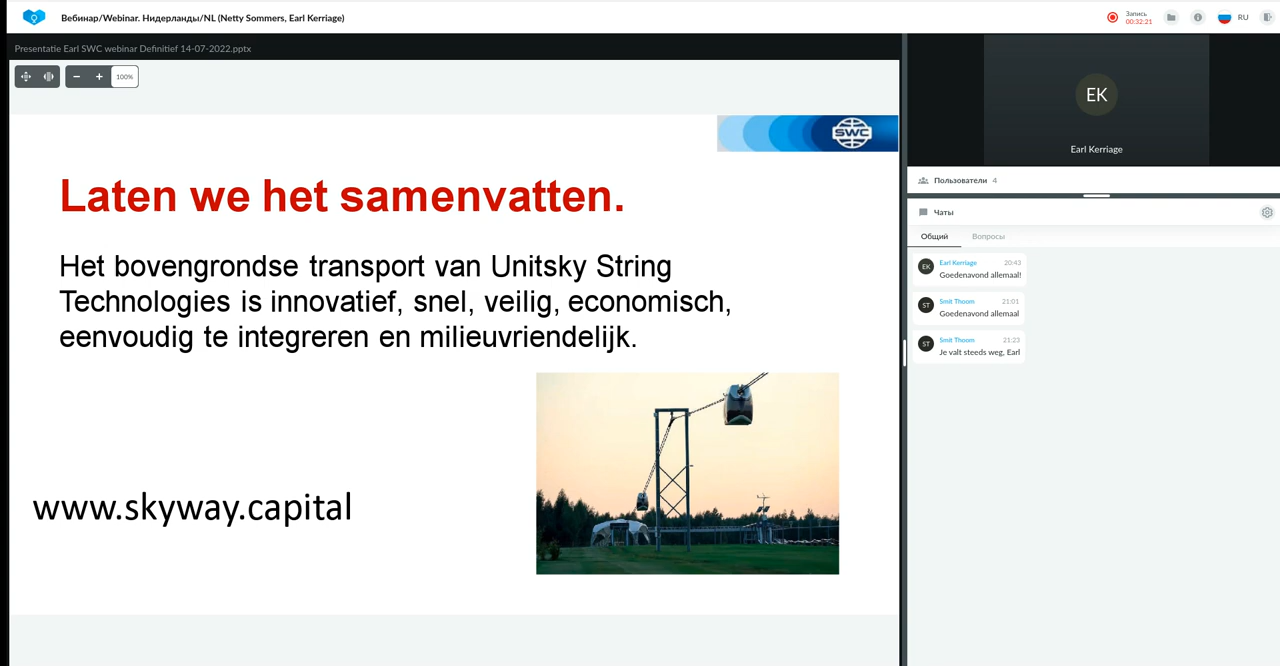 Вебинар/Webinar. Нидерланды/NL (Netty Sommers, Earl Kerriage)
Запись
00:32:21
RU
Presentatie Earl SWC webinar Definitief 14-07-2022.pptx
100%
SWC
Laten we het samenvatten.
Het bovengrondse transport van Unitsky String
Technologies is innovatief, snel, veilig, economisch,
eenvoudig te integreren en milieuvriendelijk.
www.skyway.capital
EK
Earl Kerriage
Пользователи 4
Чаты
Общий Вопросы
EK
Earl Kerriage 20:43
Goedenavond allemaal!
ST
Smit Thoom 21:01
Goedenavond allemaal
ST
Smit Thoom 21:23
Je valt steeds weg, Earl